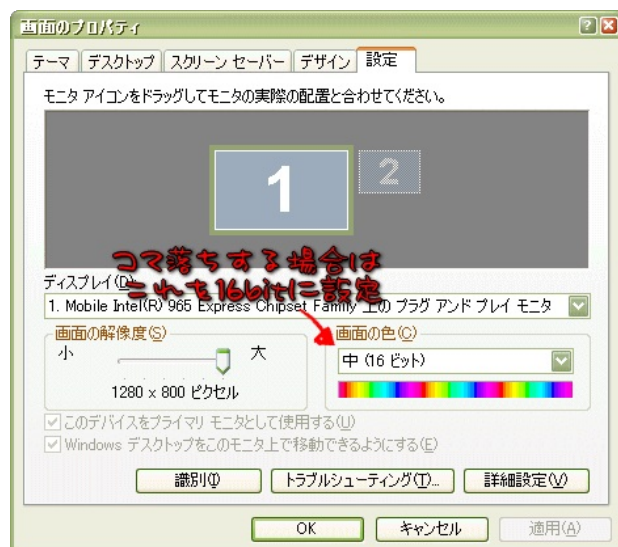 画面のプロパティ
テーマ デスクトップ スクリーン セーバー デザイン 設定
モニタ アイコンをドラッグしてモニタの実際の配置と合わせてください。
1
2
コマ落ちする場合は
これを16bitに設定
ディスプレイ(D):
1. Mobile Intel(R) 965 Express Chipset Family 上の プラグ アンド プレイ モニタ
画面の解像度(S)
小 大
1280 x 800 ピクセル
画面の色(C)
中 (16 ビット)
このデバイスをプライマリ モニタとして使用する(U)
Windows デスクトップをこのモニタ上で移動できるようにする(E)
識別(I) トラブルシューティング(T)... 詳細設定(V)
OK キャンセル 適用(A)